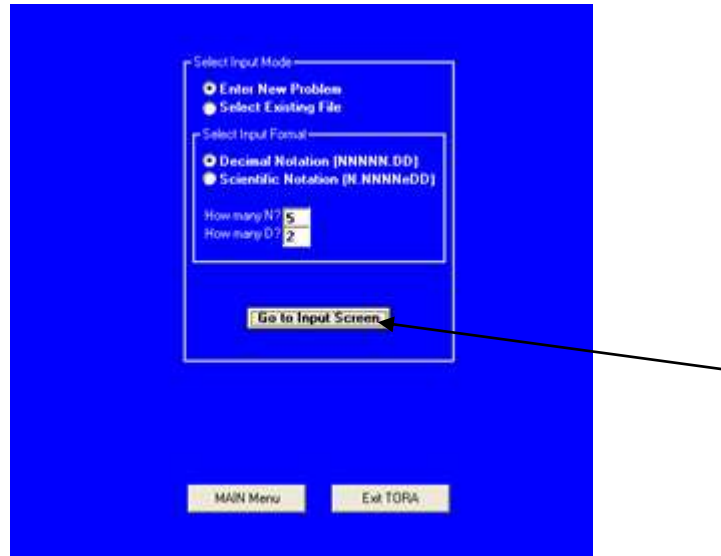 Select Input Mode
Enter New Problem
Select Existing File
Select Input Format
Decimal Notation (NNNNN.DD)
Scientific Notation (N.NNNNeDD)
How many N? 5
How many D? 2
Go to Input Screen
MAIN Menu Exit TORA